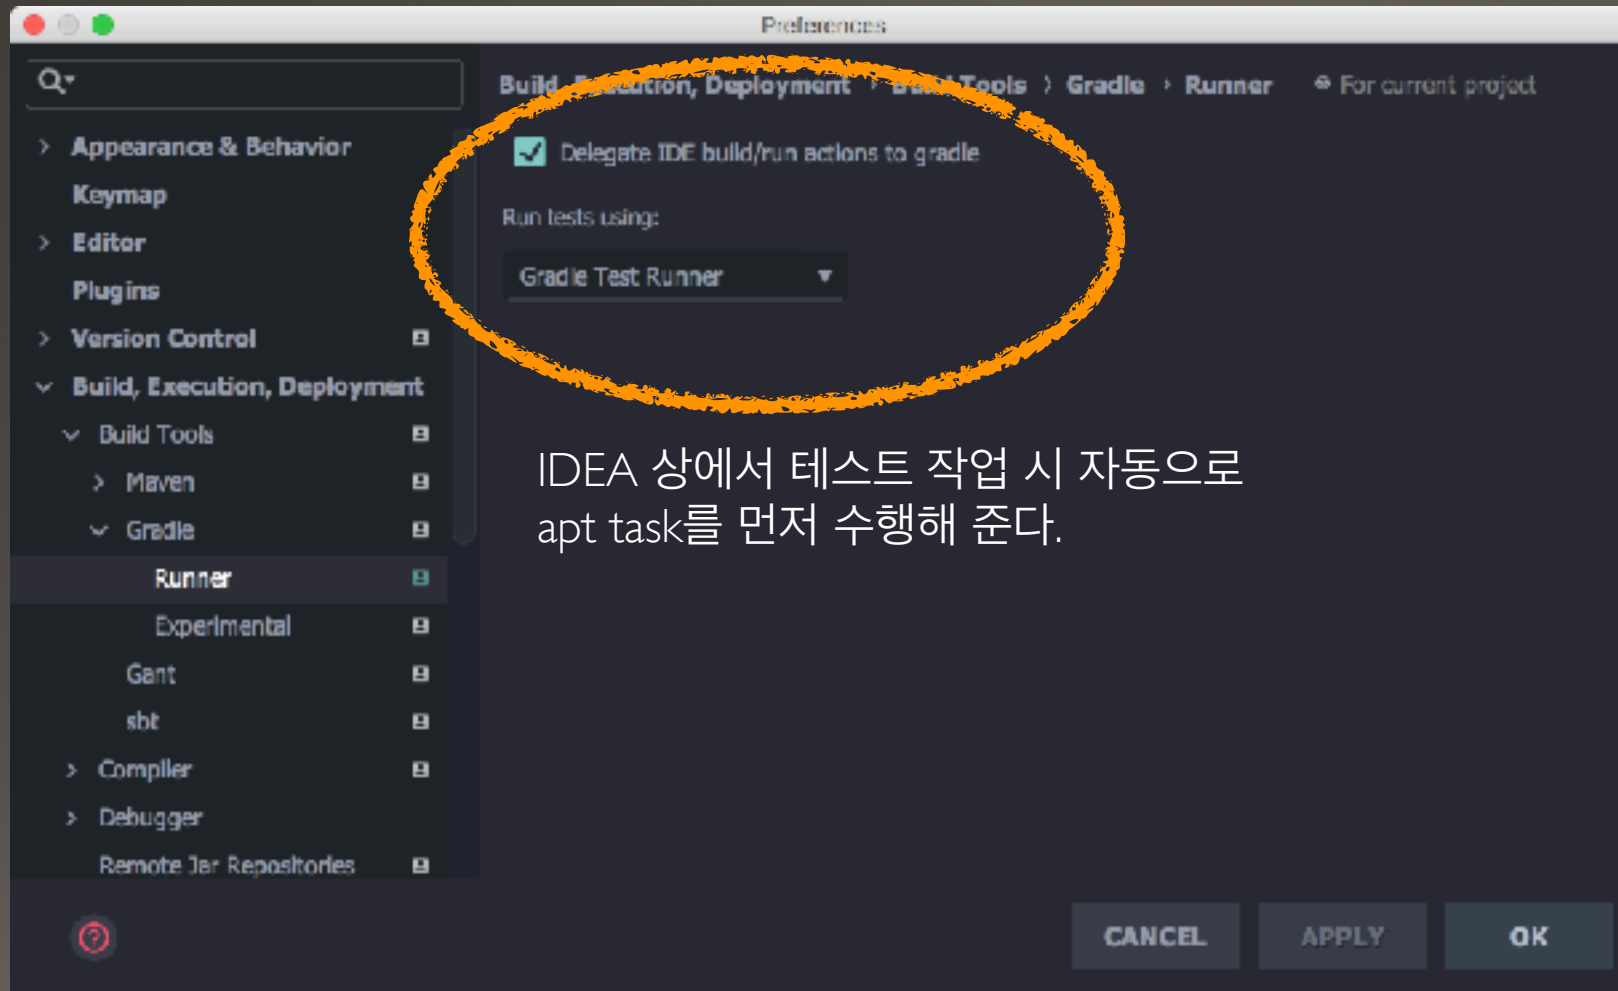 Preferences
Build, Execution, Deployment › Build Tools › Gradle › Runner For current project
Appearance & Behavior
Keymap
Editor
Plugins
Version Control
Build, Execution, Deployment
Build Tools
Maven
Gradle
Runner
Experimental
Gant
sbt
Compiler
Debugger
Remote Jar Repositories
Delegate IDE build/run actions to gradle
Run tests using:
Gradle Test Runner
IDEA 상에서 테스트 작업 시 자동으로
apt task를 먼저 수행해 준다.
CANCEL APPLY OK